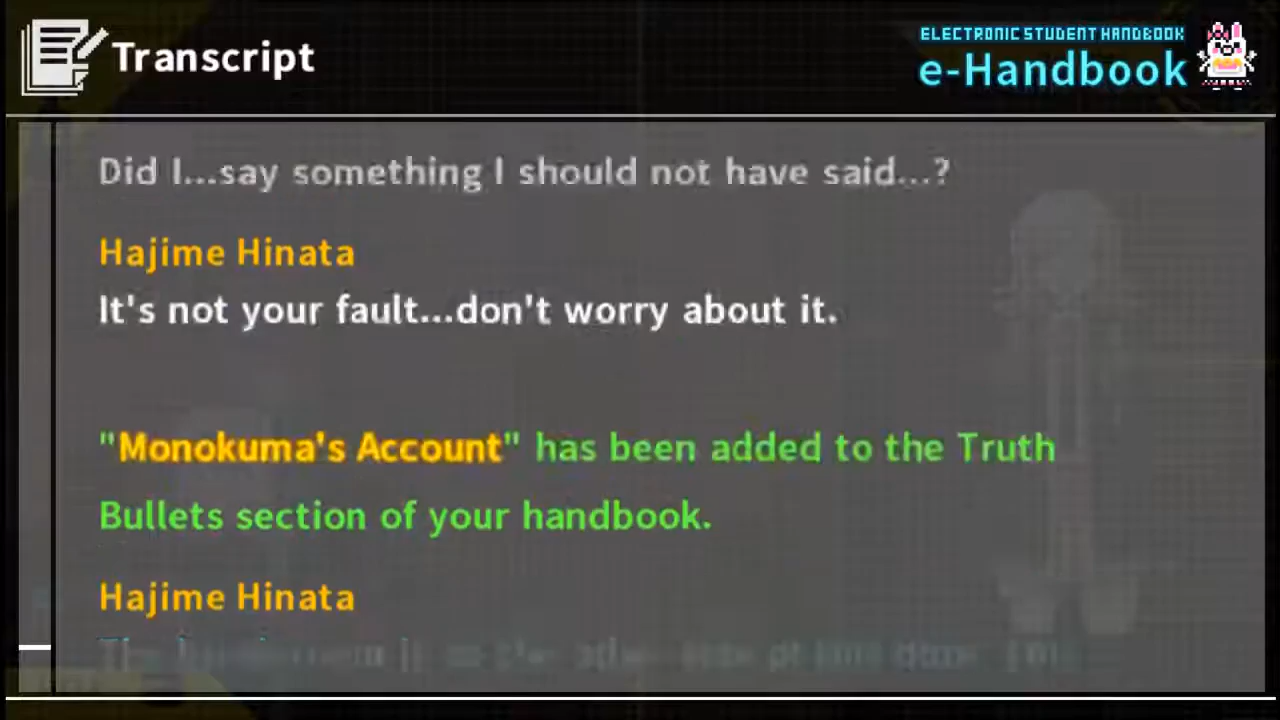 Transcript
ELECTRONIC STUDENT HANDBOOK
e-Handbook
Did I...say something I should not have said...?
Hajime Hinata
It's not your fault...don't worry about it.
"Monokuma's Account" has been added to the Truth
Bullets section of your handbook.
Hajime Hinata